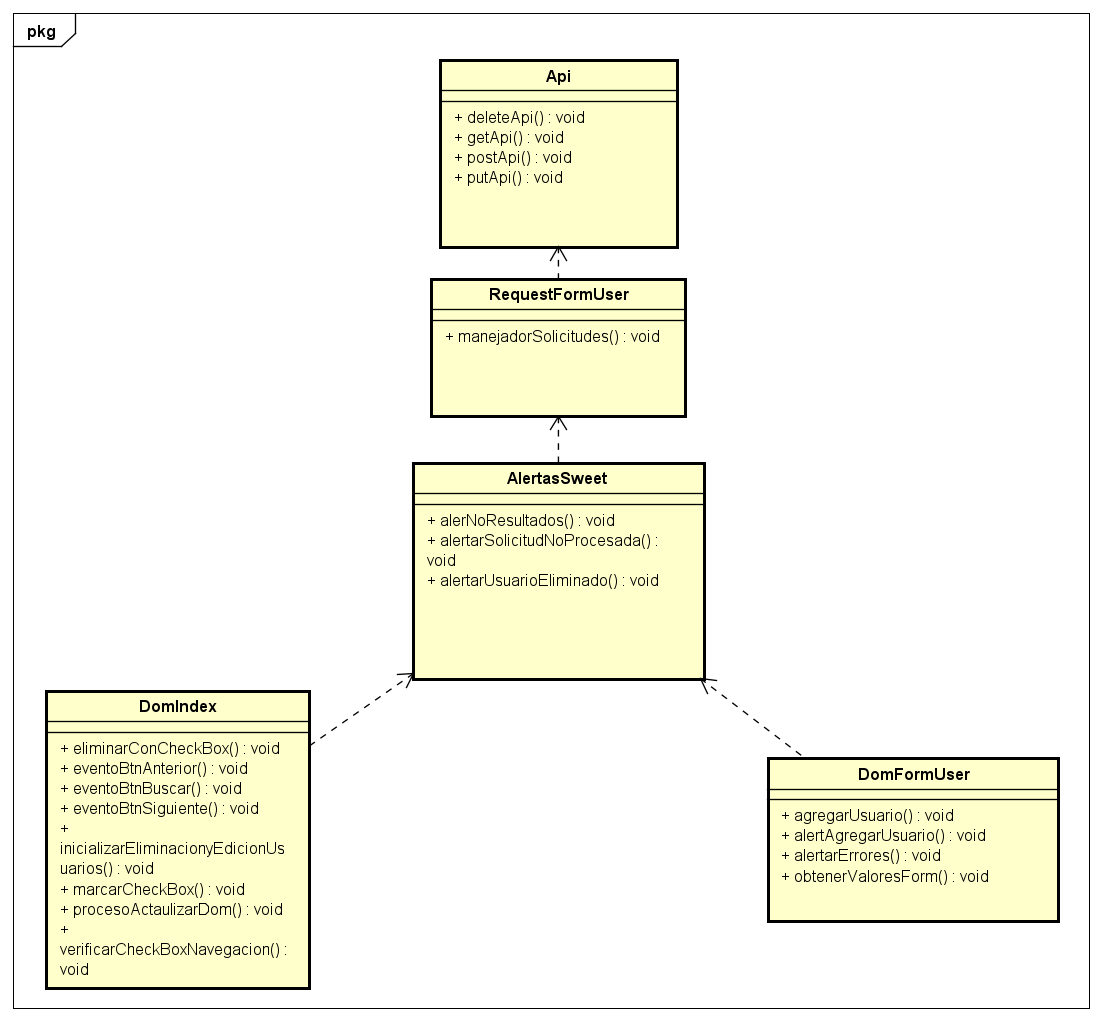 pkg
Api
+ deleteApi() : void
+ getApi() : void
+ postApi() : void
+ putApi() : void
RequestFormUser
+ manejadorSolicitudes() : void
AlertasSweet
+ alerNoResultados() : void
+ alertarSolicitudNoProcesada() :
void
+ alertarUsuarioEliminado() : void
DomIndex
+ eliminarConCheckBox() : void
+ eventoBtnAnterior() : void
+ eventoBtnBuscar() : void
+ eventoBtnSiguiente() : void
+
inicializarEliminacionyEdicionUs
uarios() : void
+ marcarCheckBox() : void
+ procesoActaulizarDom() : void
+
verificarCheckBoxNavegacion() :
void
DomFormUser
+ agregarUsuario() : void
+ alertAgregarUsuario() : void
+ alertarErrores() : void
+ obtenerValoresForm() : void